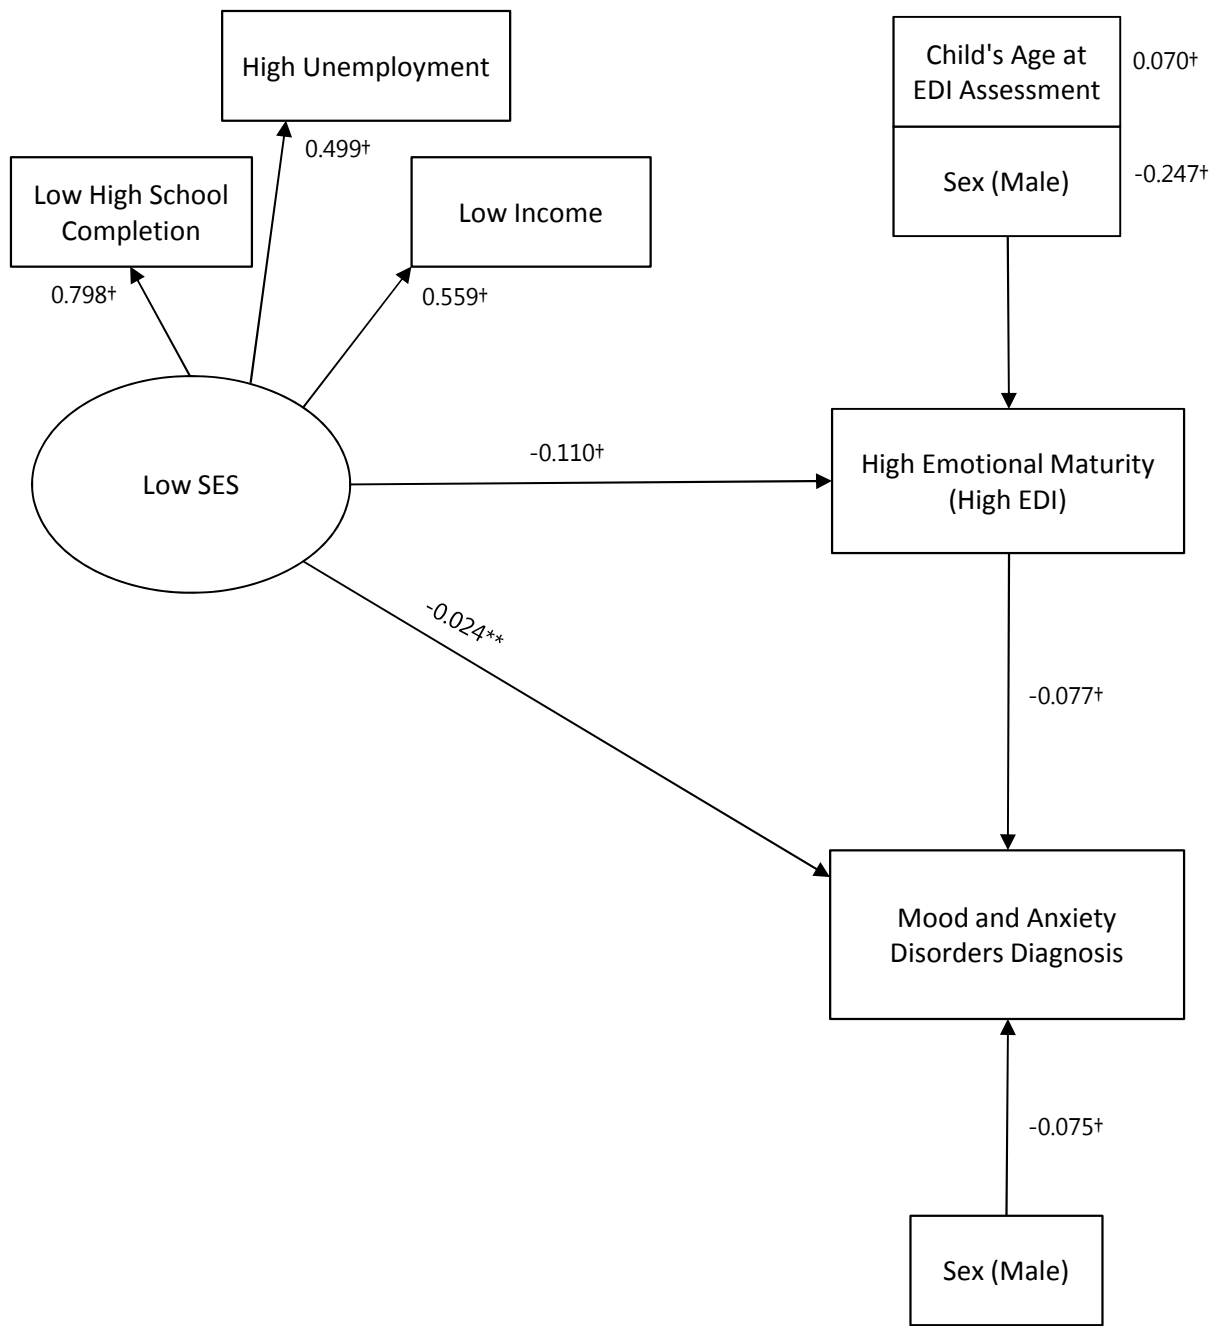 High Unemployment
Child's Age at
EDI Assessment
0.070†
0.499†
Low High School
Completion
Low Income
Sex (Male)
-0.247†
0.798†
0.559†
Low SES
-0.110†
High Emotional Maturity
(High EDI)
-0.024**
-0.077†
Mood and Anxiety
Disorders Diagnosis
-0.075†
Sex (Male)